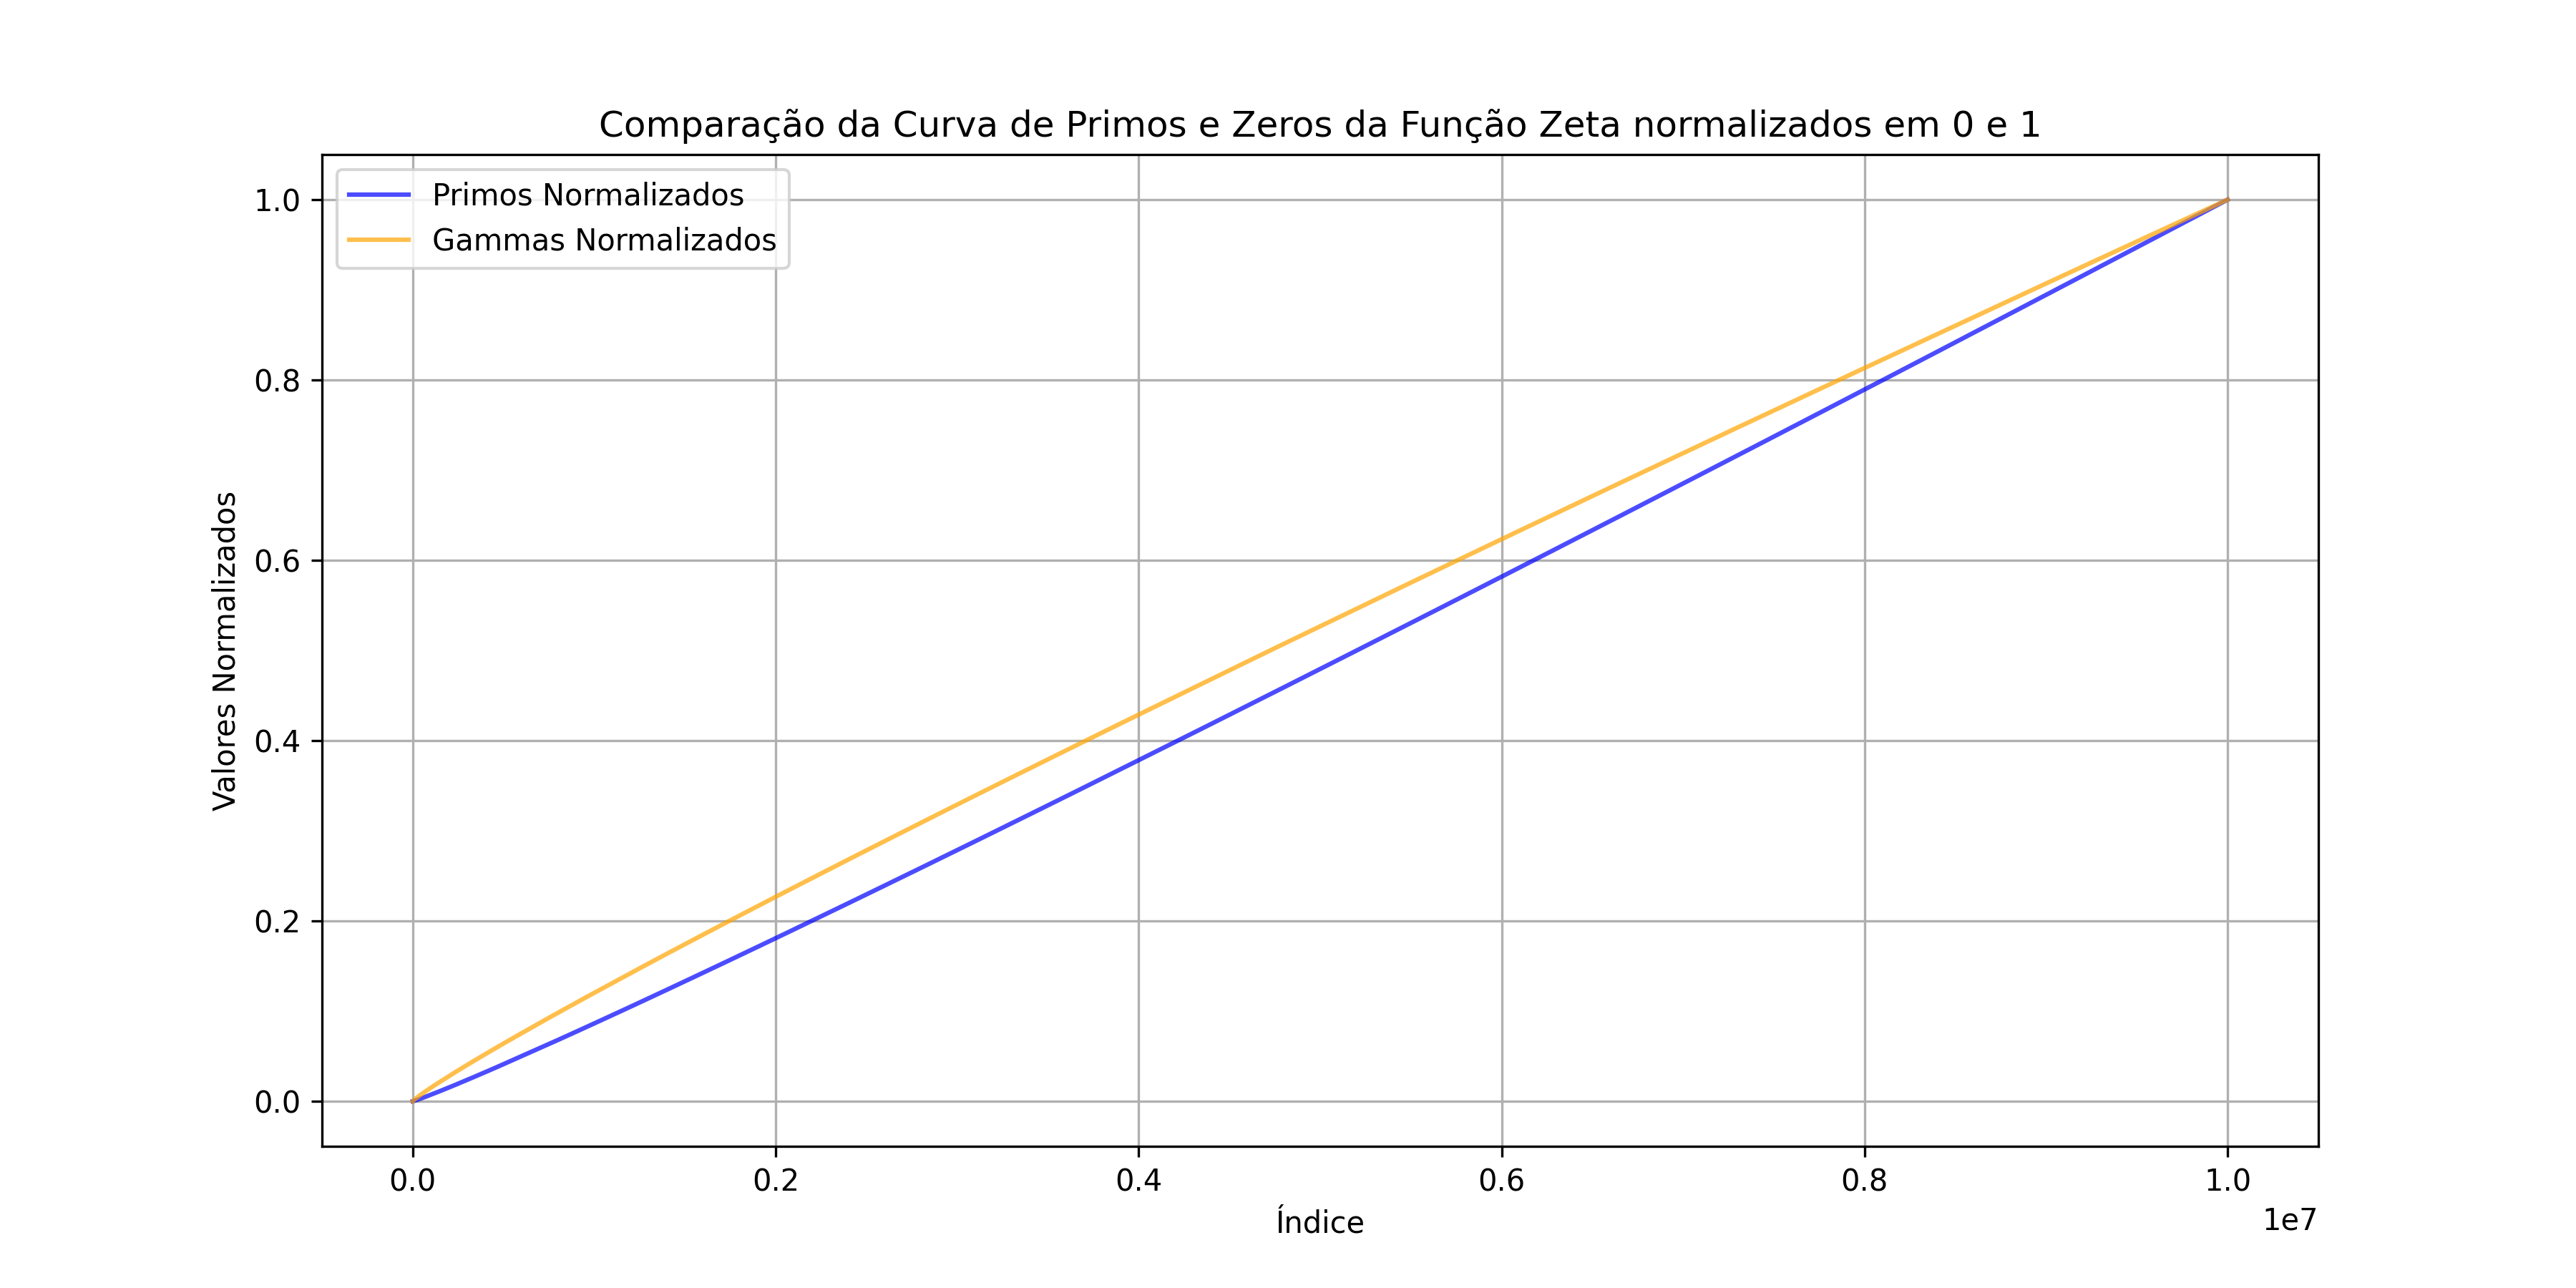 Comparação da Curva de Primos e Zeros da Função Zeta normalizados em 0 e 1
Primos Normalizados
Gammas Normalizados
Valores Normalizados
1.0
0.8
0.6
0.4
0.2
0.0
0.0 0.2 0.4 0.6 0.8 1.0
1e7
Índice